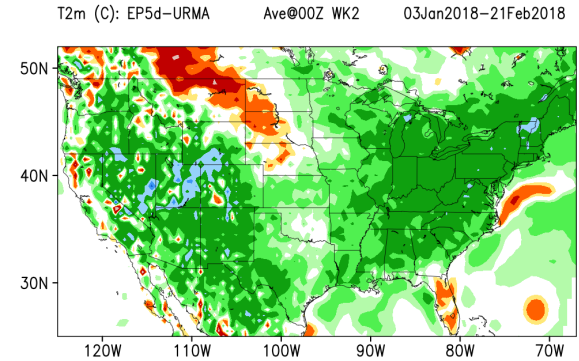 T2m (C): EP5d-URMA Ave@00Z WK2 03Jan2018-21Feb2018
50N
40N
30N
120W 110W 100W 90W 80W 70W